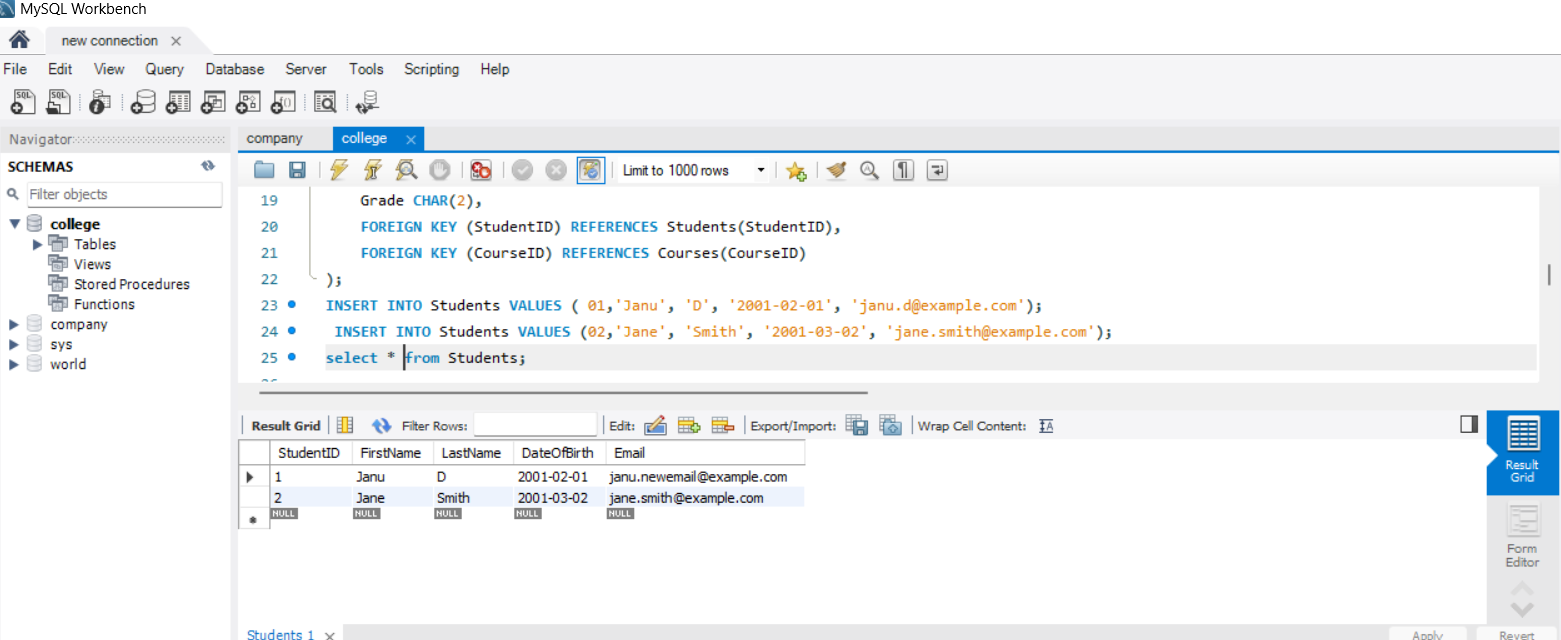 MySQL Workbench
new connection
File Edit View Query Database Server Tools Scripting Help
Navigator
SCHEMAS
Filter objects
college
Tables
Views
Stored Procedures
Functions
company
sys
world
company college
Limit to 1000 rows
19 Grade CHAR(2),
20 FOREIGN KEY (StudentID) REFERENCES Students(StudentID),
21 FOREIGN KEY (CourseID) REFERENCES Courses(CourseID)
22 );
23 INSERT INTO Students VALUES ( 01,'Janu', 'D', '2001-02-01', 'janu.d@example.com');
24 INSERT INTO Students VALUES (02,'Jane', 'Smith', '2001-03-02', 'jane.smith@example.com');
25 select * from Students;
Result Grid Filter Rows: Edit: Export/Import: Wrap Cell Content:
StudentID FirstName LastName DateOfBirth Email
1 Janu D 2001-02-01 janu.newemail@example.com
2 Jane Smith 2001-03-02 jane.smith@example.com
NULL NULL NULL NULL NULL
Result
Grid
Form
Editor
Students 1
Apply Revert